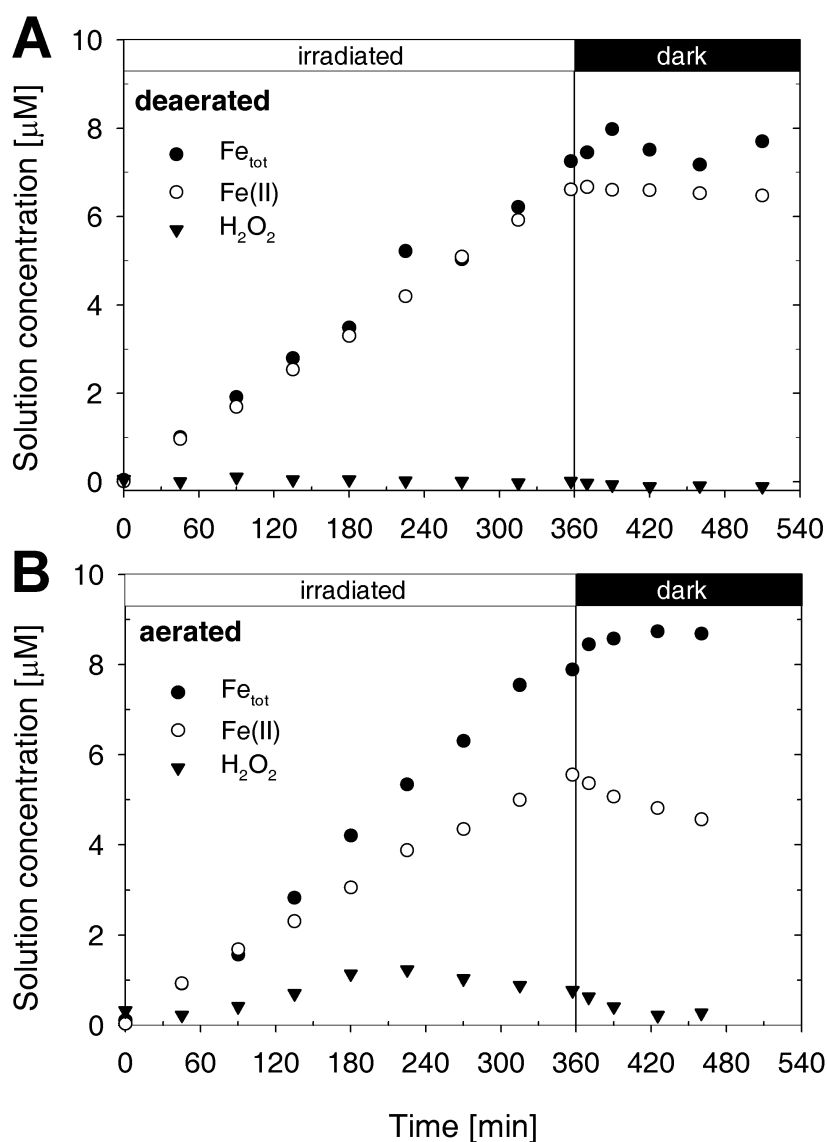 A
irradiated dark
deaerated
Fe_tot
Fe(II)
H₂O₂
Solution concentration [µM]
10
8
6
4
2
0
0 60 120 180 240 300 360 420 480 540
B
irradiated dark
aerated
Fe_tot
Fe(II)
H₂O₂
Solution concentration [µM]
10
8
6
4
2
0
0 60 120 180 240 300 360 420 480 540
Time [min]